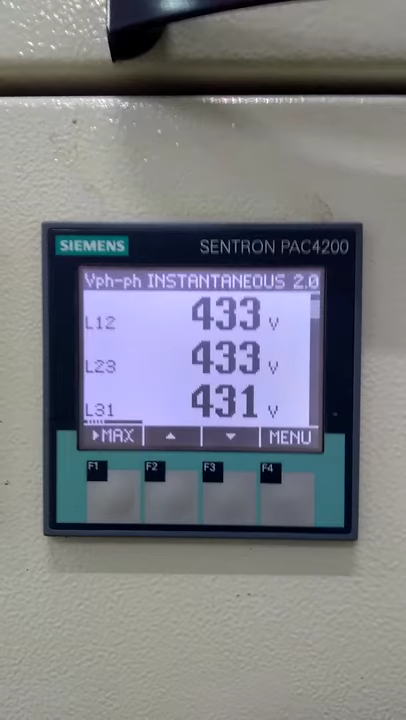 SIEMENS SENTRON PAC4200
Vph-ph INSTANTANEOUS 2.0
L12 433 V
L23 433 V
L31 431 V
▶MAX ▲ ▼ MENU
F1 F2 F3 F4